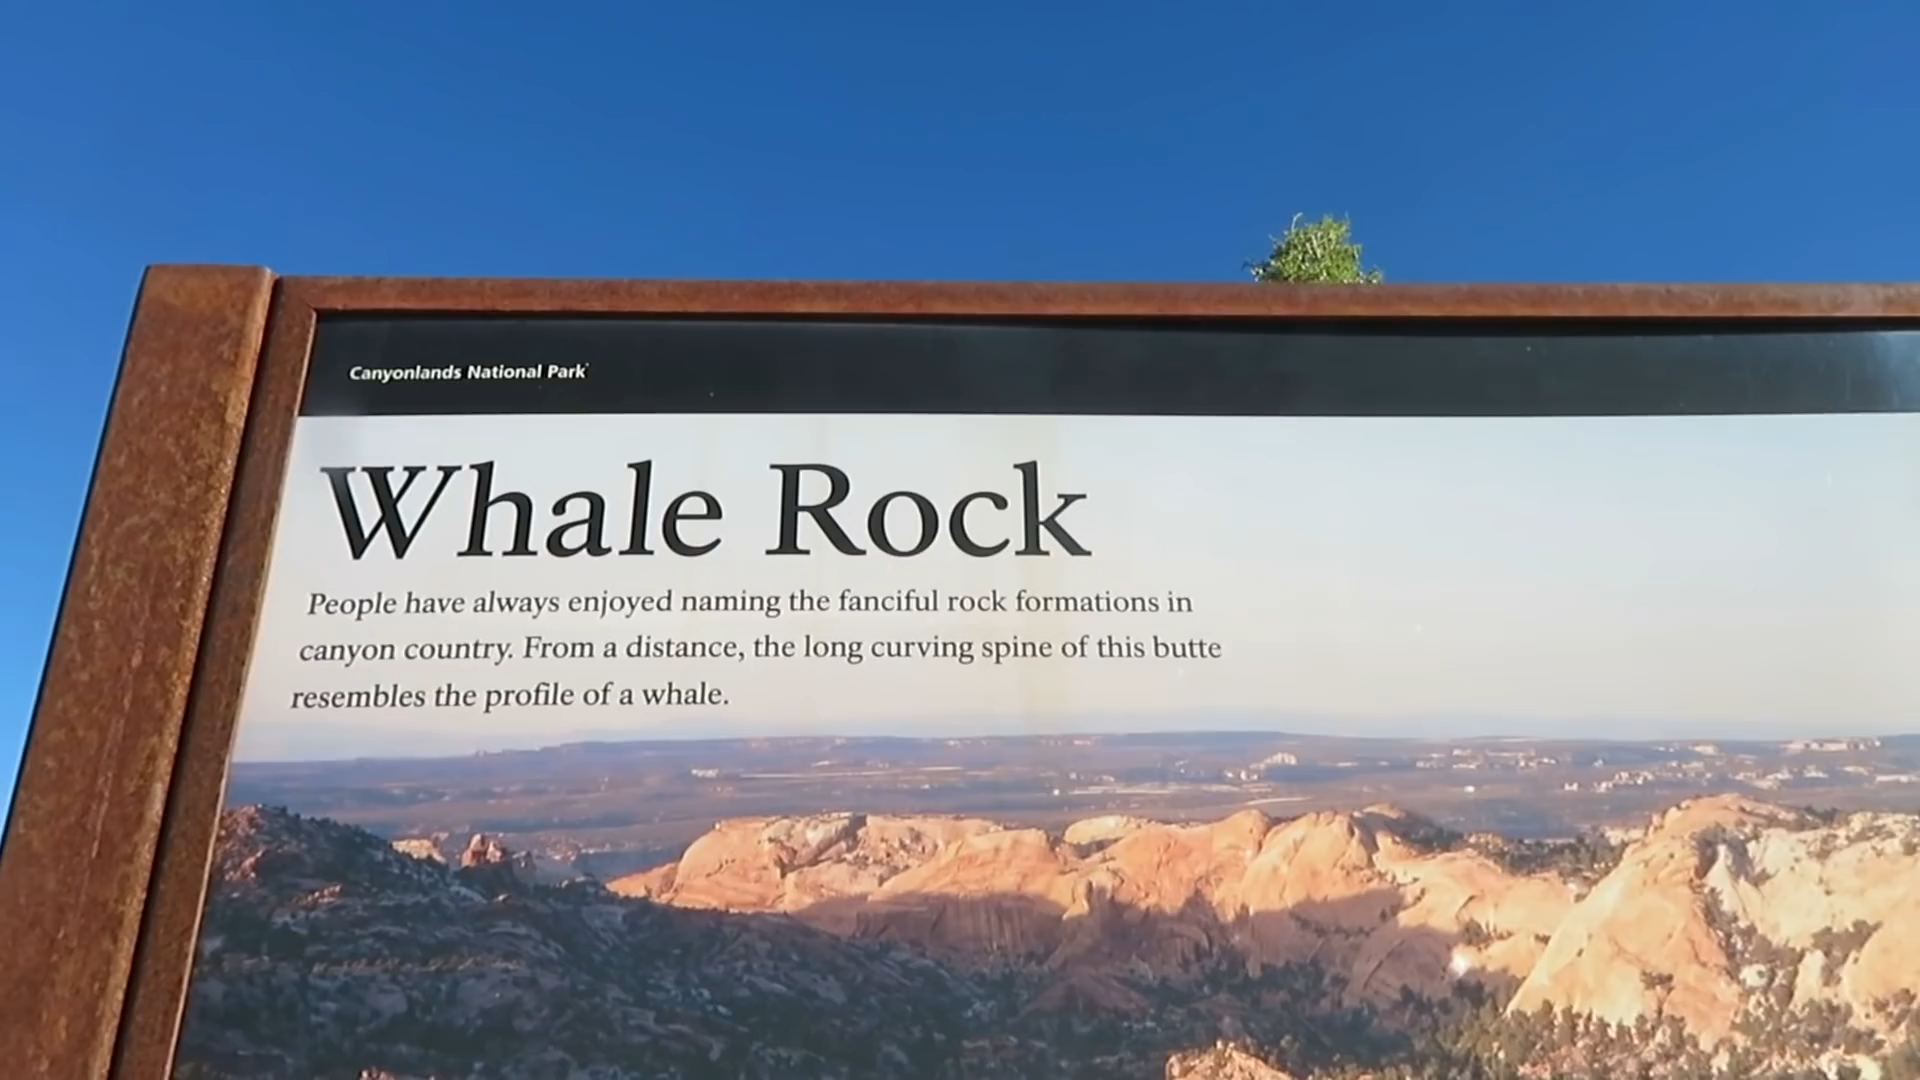 Canyonlands National Park
Whale Rock
People have always enjoyed naming the fanciful rock formations in
canyon country. From a distance, the long curving spine of this butte
resembles the profile of a whale.